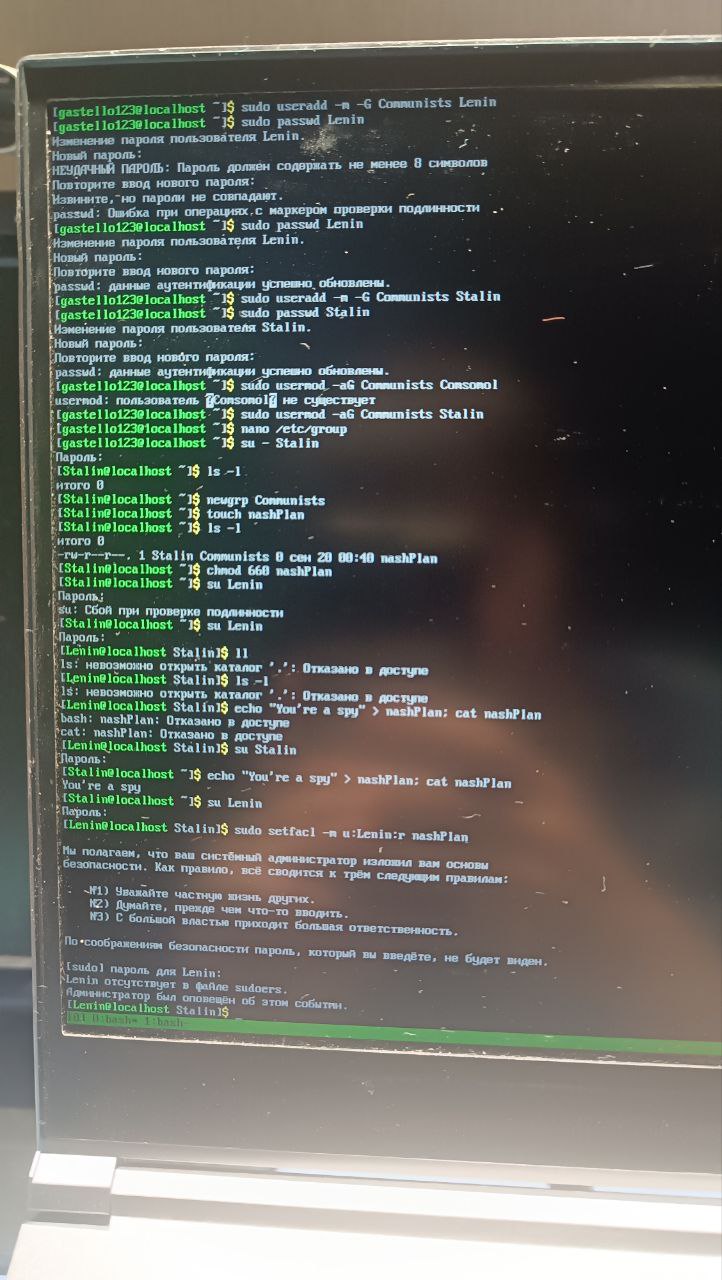 [gastello123@localhost ~]$ sudo useradd -m -G Communists Lenin
[gastello123@localhost ~]$ sudo passwd Lenin
Изменение пароля пользователя Lenin.
Новый пароль:
НЕУДАЧНЫЙ ПАРОЛЬ: Пароль должен содержать не менее 8 символов
Повторите ввод нового пароля:
Извините, но пароли не совпадают.
passwd: Ошибка при операциях с маркером проверки подлинности
[gastello123@localhost ~]$ sudo passwd Lenin
Изменение пароля пользователя Lenin.
Новый пароль:
Повторите ввод нового пароля:
passwd: данные аутентификации успешно обновлены.
[gastello123@localhost ~]$ sudo useradd -m -G Communists Stalin
[gastello123@localhost ~]$ sudo passwd Stalin
Изменение пароля пользователя Stalin.
Новый пароль:
Повторите ввод нового пароля:
passwd: данные аутентификации успешно обновлены.
[gastello123@localhost ~]$ sudo usermod -aG Communists Comsomol
usermod: пользователь ?Comsomol? не существует
[gastello123@localhost ~]$ sudo usermod -aG Communists Stalin
[gastello123@localhost ~]$ nano /etc/group
[gastello123@localhost ~]$ su - Stalin
Пароль:
[Stalin@localhost ~]$ ls -l
итого 0
[Stalin@localhost ~]$ newgrp Communists
[Stalin@localhost ~]$ touch nashPlan
[Stalin@localhost ~]$ ls -l
итого 0
-rw-r--r--. 1 Stalin Communists 0 сен 20 00:40 nashPlan
[Stalin@localhost ~]$ chmod 660 nashPlan
[Stalin@localhost ~]$ su Lenin
Пароль:
su: Сбой при проверке подлинности
[Stalin@localhost ~]$ su Lenin
Пароль:
[Lenin@localhost Stalin]$ ll
ls: невозможно открыть каталог '.': Отказано в доступе
[Lenin@localhost Stalin]$ ls -l
ls: невозможно открыть каталог '.': Отказано в доступе
[Lenin@localhost Stalin]$ echo "You're a spy" > nashPlan; cat nashPlan
bash: nashPlan: Отказано в доступе
cat: nashPlan: Отказано в доступе
[Lenin@localhost Stalin]$ su Stalin
Пароль:
[Stalin@localhost ~]$ echo "You're a spy" > nashPlan; cat nashPlan
You're a spy
[Stalin@localhost ~]$ su Lenin
Пароль:
[Lenin@localhost Stalin]$ sudo setfacl -m u:Lenin:r nashPlan
Мы полагаем, что ваш системный администратор изложил вам основы
безопасности. Как правило, всё сводится к трём следующим правилам:
№1) Уважайте частную жизнь других.
№2) Думайте, прежде чем что-то вводить.
№3) С большой властью приходит большая ответственность.
По соображениям безопасности пароль, который вы введёте, не будет виден.
[sudo] пароль для Lenin:
Lenin отсутствует в файле sudoers.
Администратор был оповещён об этом событии.
[Lenin@localhost Stalin]$
[0] 0:bash* 1:bash-